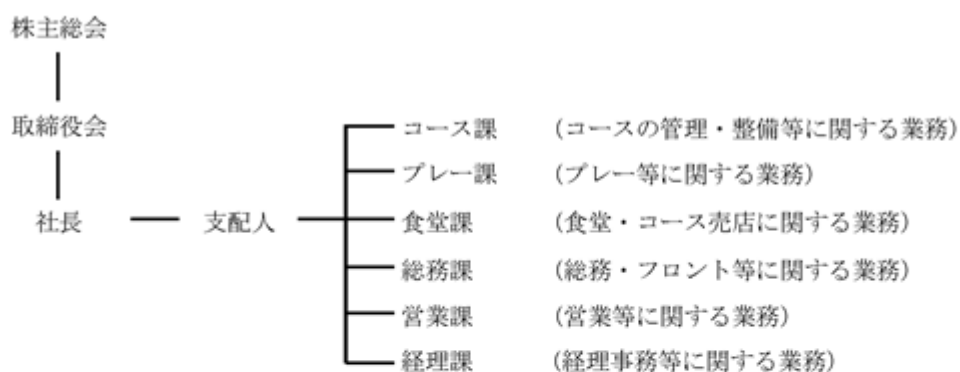 株主総会
取締役会
コース課 (コースの管理・整備等に関する業務)
プレー課 (プレー等に関する業務)
社長 支配人 食堂課 (食堂・コース売店に関する業務)
総務課 (総務・フロント等に関する業務)
営業課 (営業等に関する業務)
経理課 (経理事務等に関する業務)